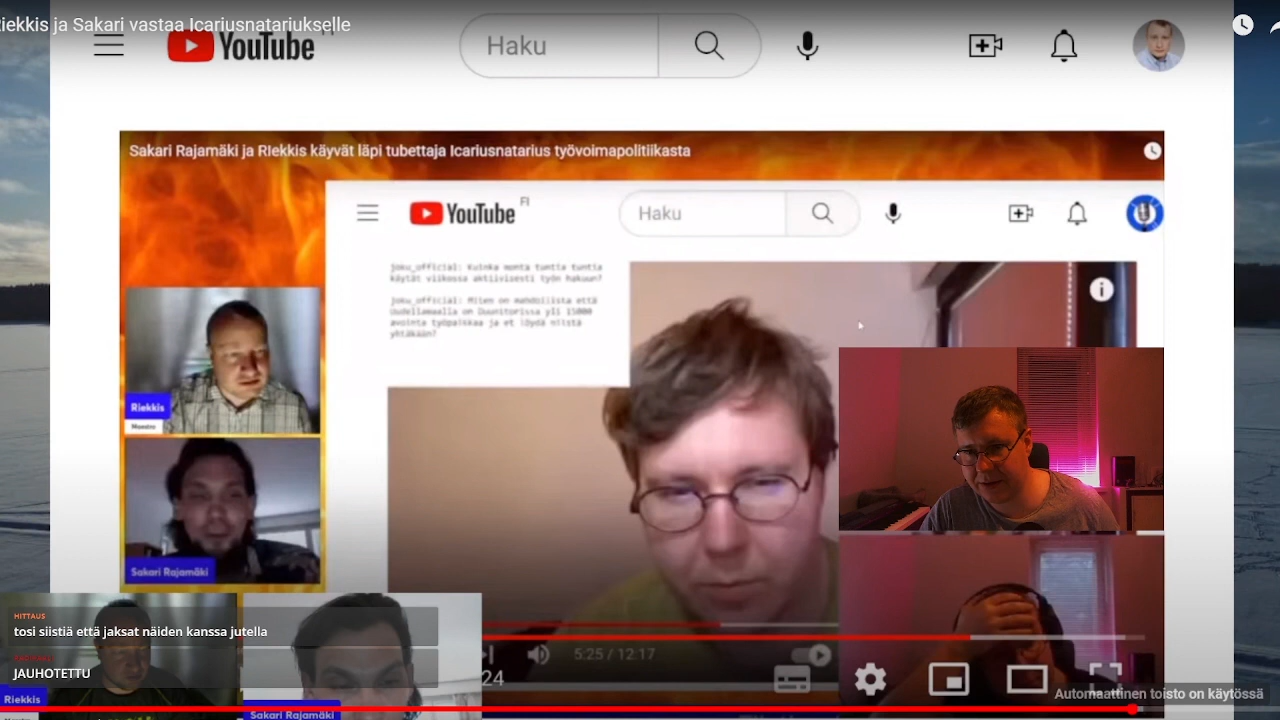 Riekkis ja Sakari vastaa Icariusnatariukselle
YouTube
Haku
Sakari Rajamäki ja RIekkis käyvät läpi tubettaja Icariusnatarius työvoimapolitiikasta
YouTube FI
Haku
joku_official: Kuinka monta tuntia tuntia
käytät viikossa aktiivisesti työn hakuun?
joku_official: Miten on mahdollista että
Uudellamaalla on Duunitorissa yli 15000
avointa työpaikkaa ja et löydä niistä
yhtäkään?
Riekkis
Maestro
Sakari Rajamäki
HITTAUS
tosi siistiä että jaksat näiden kanssa jutella
JAUHOTETTU
5:25 / 12:17
24
Automaattinen toisto on käytössä
Riekkis
Sakari Rajamäki